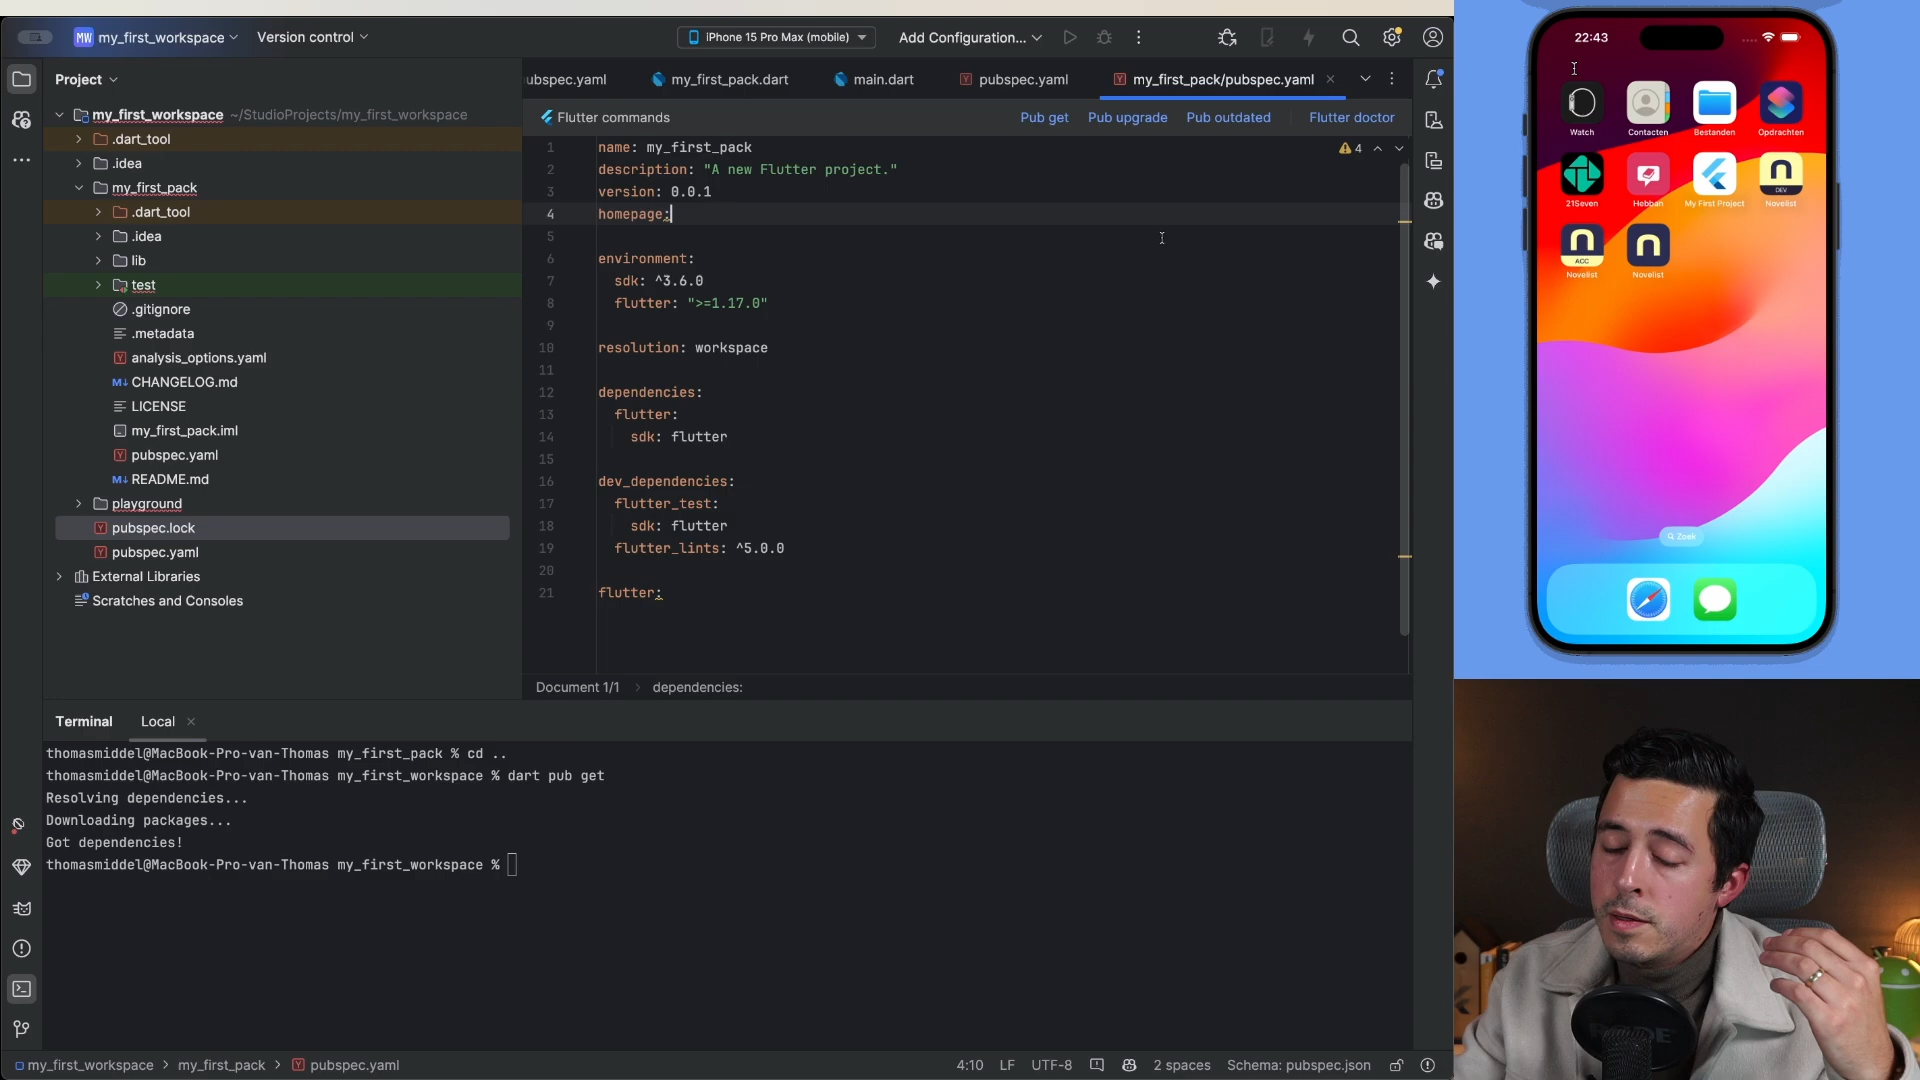 MW my_first_workspace
Version control
iPhone 15 Pro Max (mobile)
Add Configuration...
Project
ubspec.yaml
my_first_pack.dart
main.dart
pubspec.yaml
my_first_pack/pubspec.yaml
my_first_workspace ~/StudioProjects/my_first_workspace
.dart_tool
.idea
my_first_pack
.dart_tool
.idea
lib
test
.gitignore
.metadata
analysis_options.yaml
CHANGELOG.md
LICENSE
my_first_pack.iml
pubspec.yaml
README.md
playground
pubspec.lock
pubspec.yaml
External Libraries
Scratches and Consoles
Flutter commands
Pub get
Pub upgrade
Pub outdated
Flutter doctor
4
1 name: my_first_pack
2 description: "A new Flutter project."
3 version: 0.0.1
4 homepage:
5
6 environment:
7 sdk: ^3.6.0
8 flutter: ">=1.17.0"
9
10 resolution: workspace
11
12 dependencies:
13 flutter:
14 sdk: flutter
15
16 dev_dependencies:
17 flutter_test:
18 sdk: flutter
19 flutter_lints: ^5.0.0
20
21 flutter:
Document 1/1 > dependencies:
Terminal
Local
thomasmiddel@MacBook-Pro-van-Thomas my_first_pack % cd ..
thomasmiddel@MacBook-Pro-van-Thomas my_first_workspace % dart pub get
Resolving dependencies...
Downloading packages...
Got dependencies!
thomasmiddel@MacBook-Pro-van-Thomas my_first_workspace %
my_first_workspace > my_first_pack > pubspec.yaml
4:10
LF
UTF-8
2 spaces
Schema: pubspec.json
22:43
Watch
Contacten
Bestanden
Opdrachten
21Seven
Hebban
My First Project
DEV
Novelist
ACC
Novelist
Novelist
Zoek
RØDE